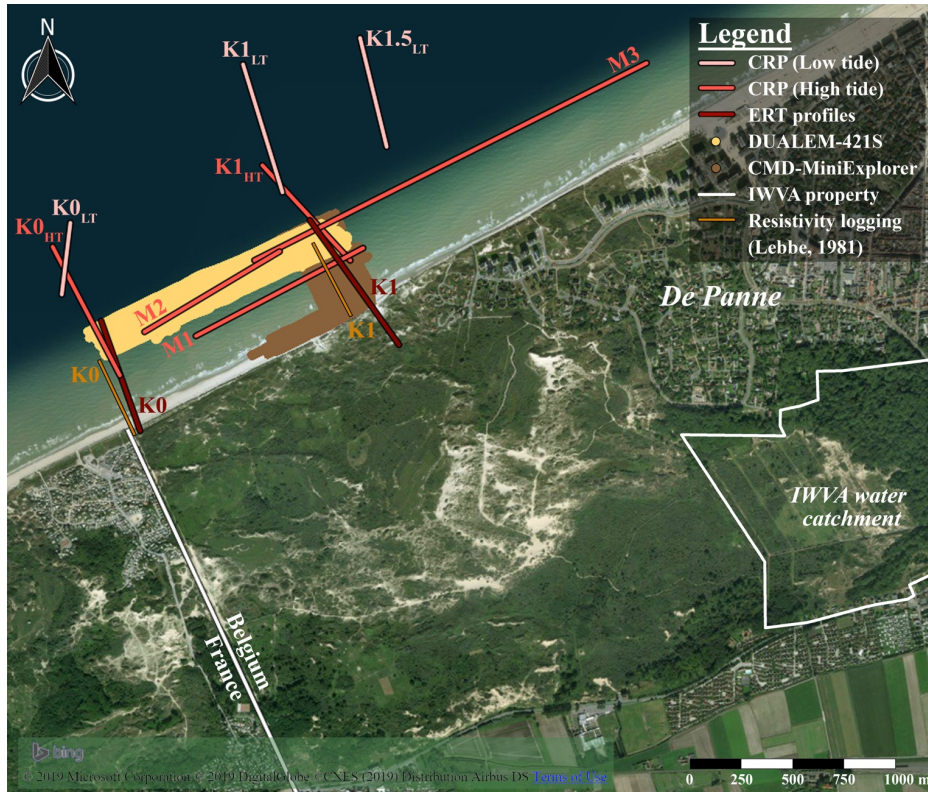 N
K1LT
K1.5LT
M3
K1HT
K0LT
K0HT
M2
M1
K1
K1
K0
K0
Legend
CRP (Low tide)
CRP (High tide)
ERT profiles
DUALEM-421S
CMD-MiniExplorer
IWVA property
Resistivity logging
(Lebbe, 1981)
De Panne
IWVA water
catchment
Belgium
France
bing
© 2019 Microsoft Corporation © 2019 DigitalGlobe ©CNES (2019) Distribution Airbus DS Terms of Use
0 250 500 750 1000 m